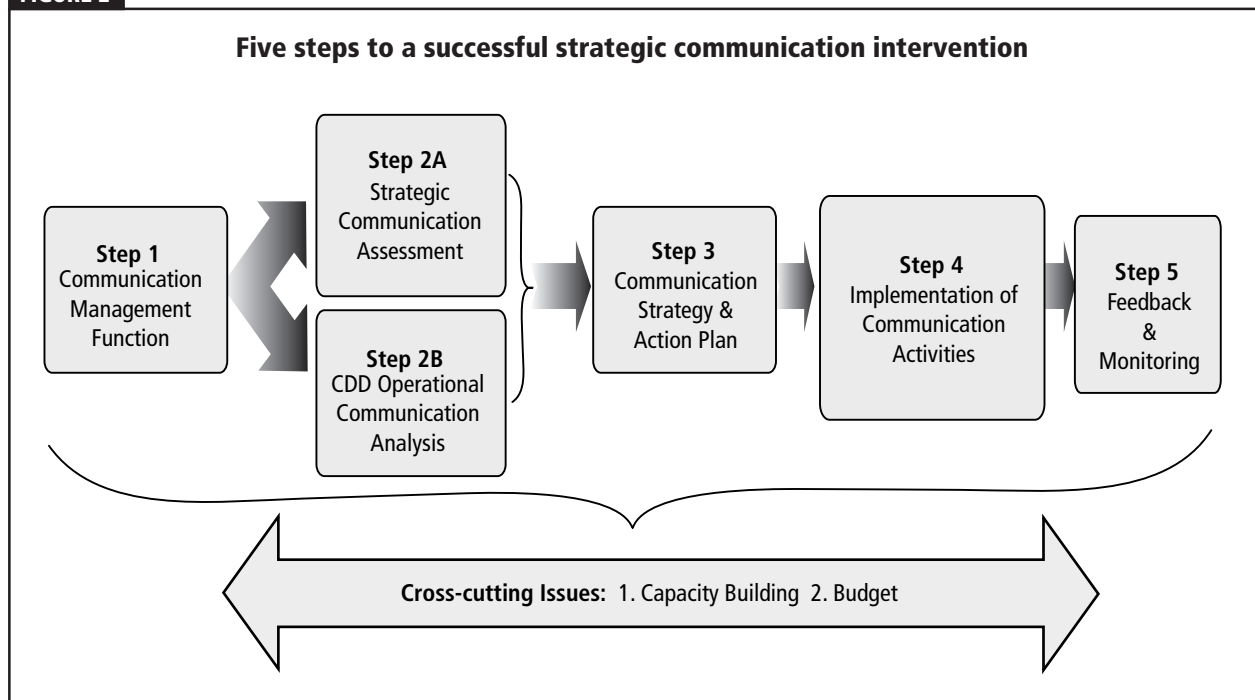 Five steps to a successful strategic communication intervention
Step 1
Communication
Management
Function
Step 2A
Strategic
Communication
Assessment
Step 2B
CDD Operational
Communication
Analysis
Step 3
Communication
Strategy &
Action Plan
Step 4
Implementation of
Communication
Activities
Step 5
Feedback
&
Monitoring
Cross-cutting Issues: 1. Capacity Building 2. Budget